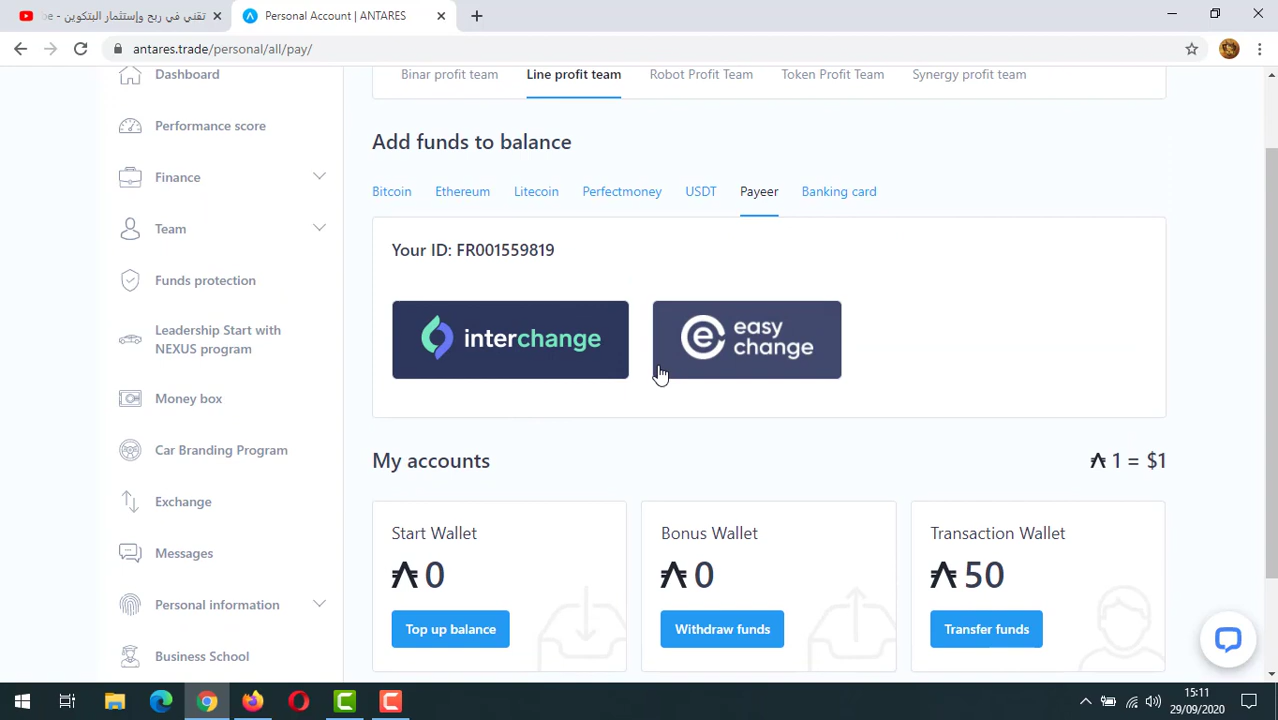 تقني في ربح وإستثمار البتكوين - be
Personal Account | ANTARES
antares.trade/personal/all/pay/
Dashboard
Performance score
Finance
Team
Funds protection
Leadership Start with
NEXUS program
Money box
Car Branding Program
Exchange
Messages
Personal information
Business School
Binar profit team
Line profit team
Robot Profit Team
Token Profit Team
Synergy profit team
Add funds to balance
Bitcoin
Ethereum
Litecoin
Perfectmoney
USDT
Payeer
Banking card
Your ID: FR001559819
interchange
easy
change
My accounts
₳ 1 = $1
Start Wallet
₳ 0
Top up balance
Bonus Wallet
₳ 0
Withdraw funds
Transaction Wallet
₳ 50
Transfer funds
15:11
29/09/2020